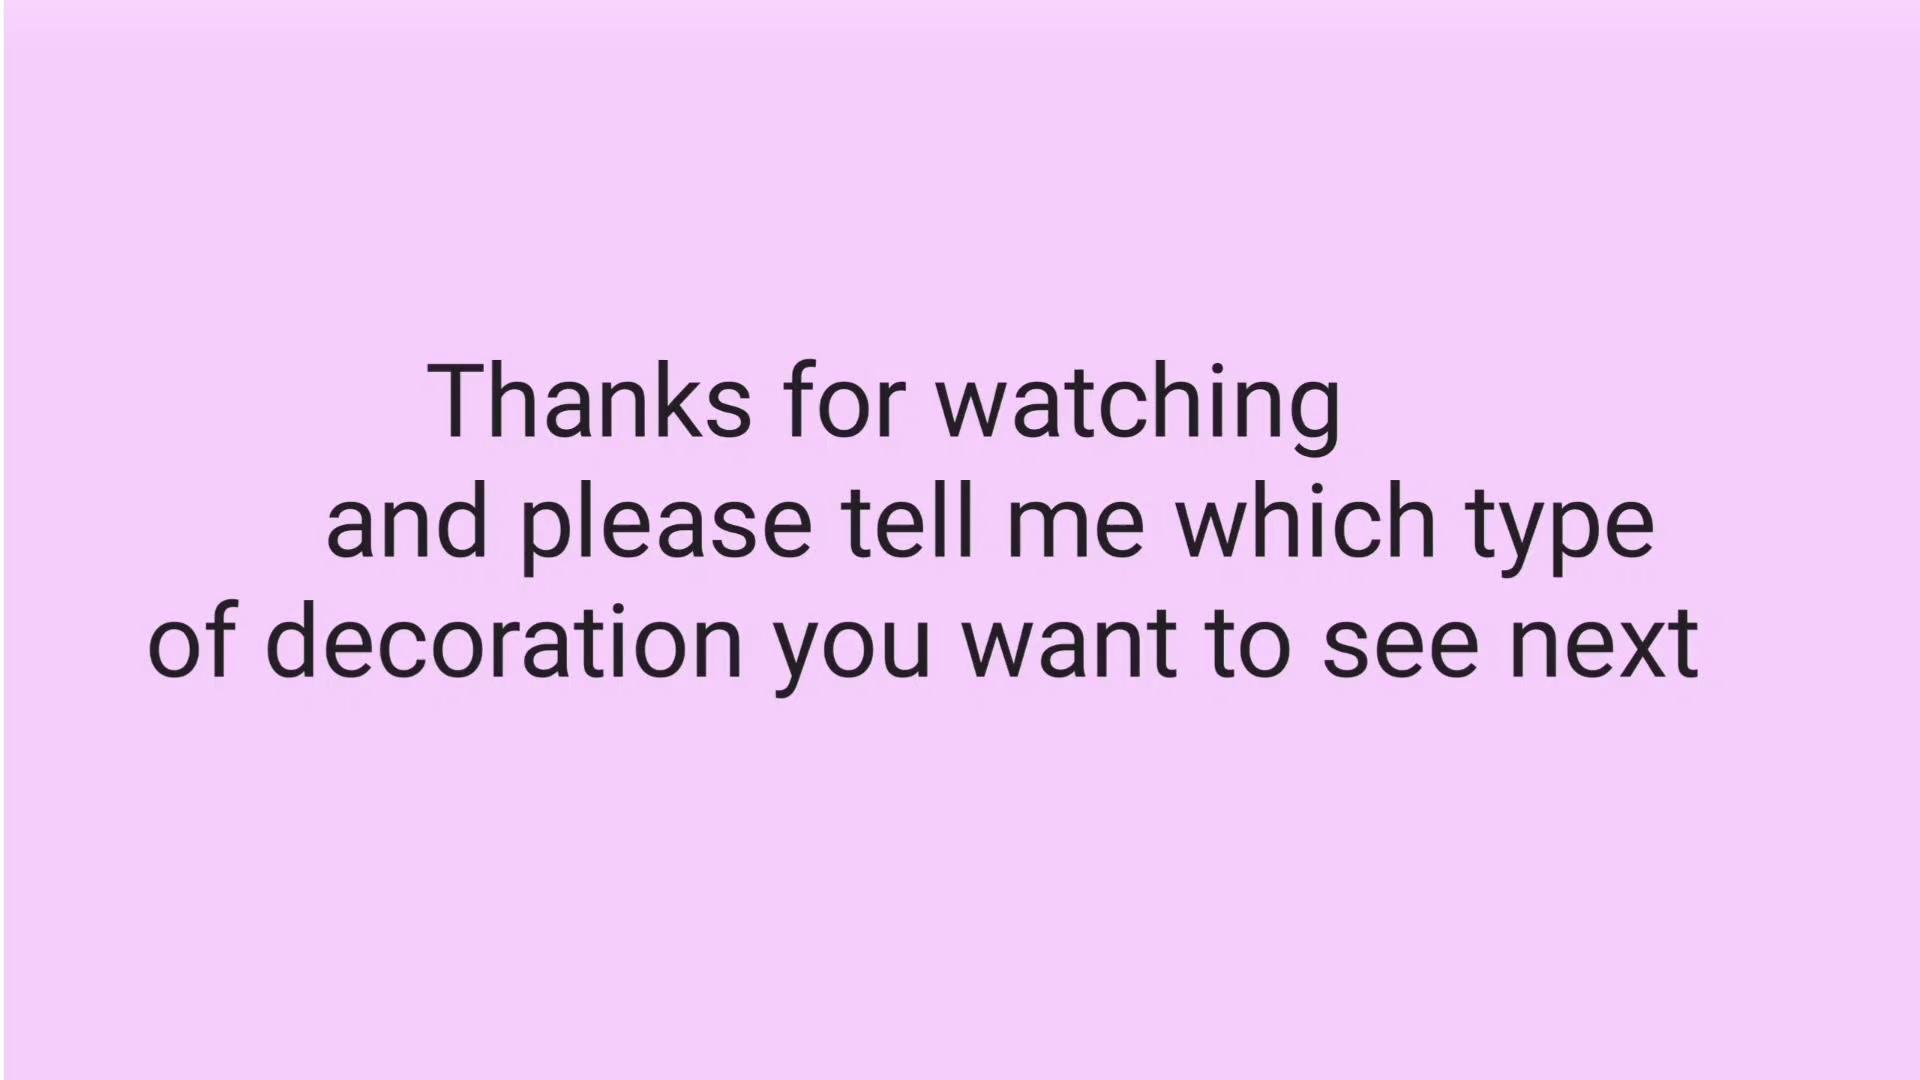 Thanks for watching
and please tell me which type
of decoration you want to see next